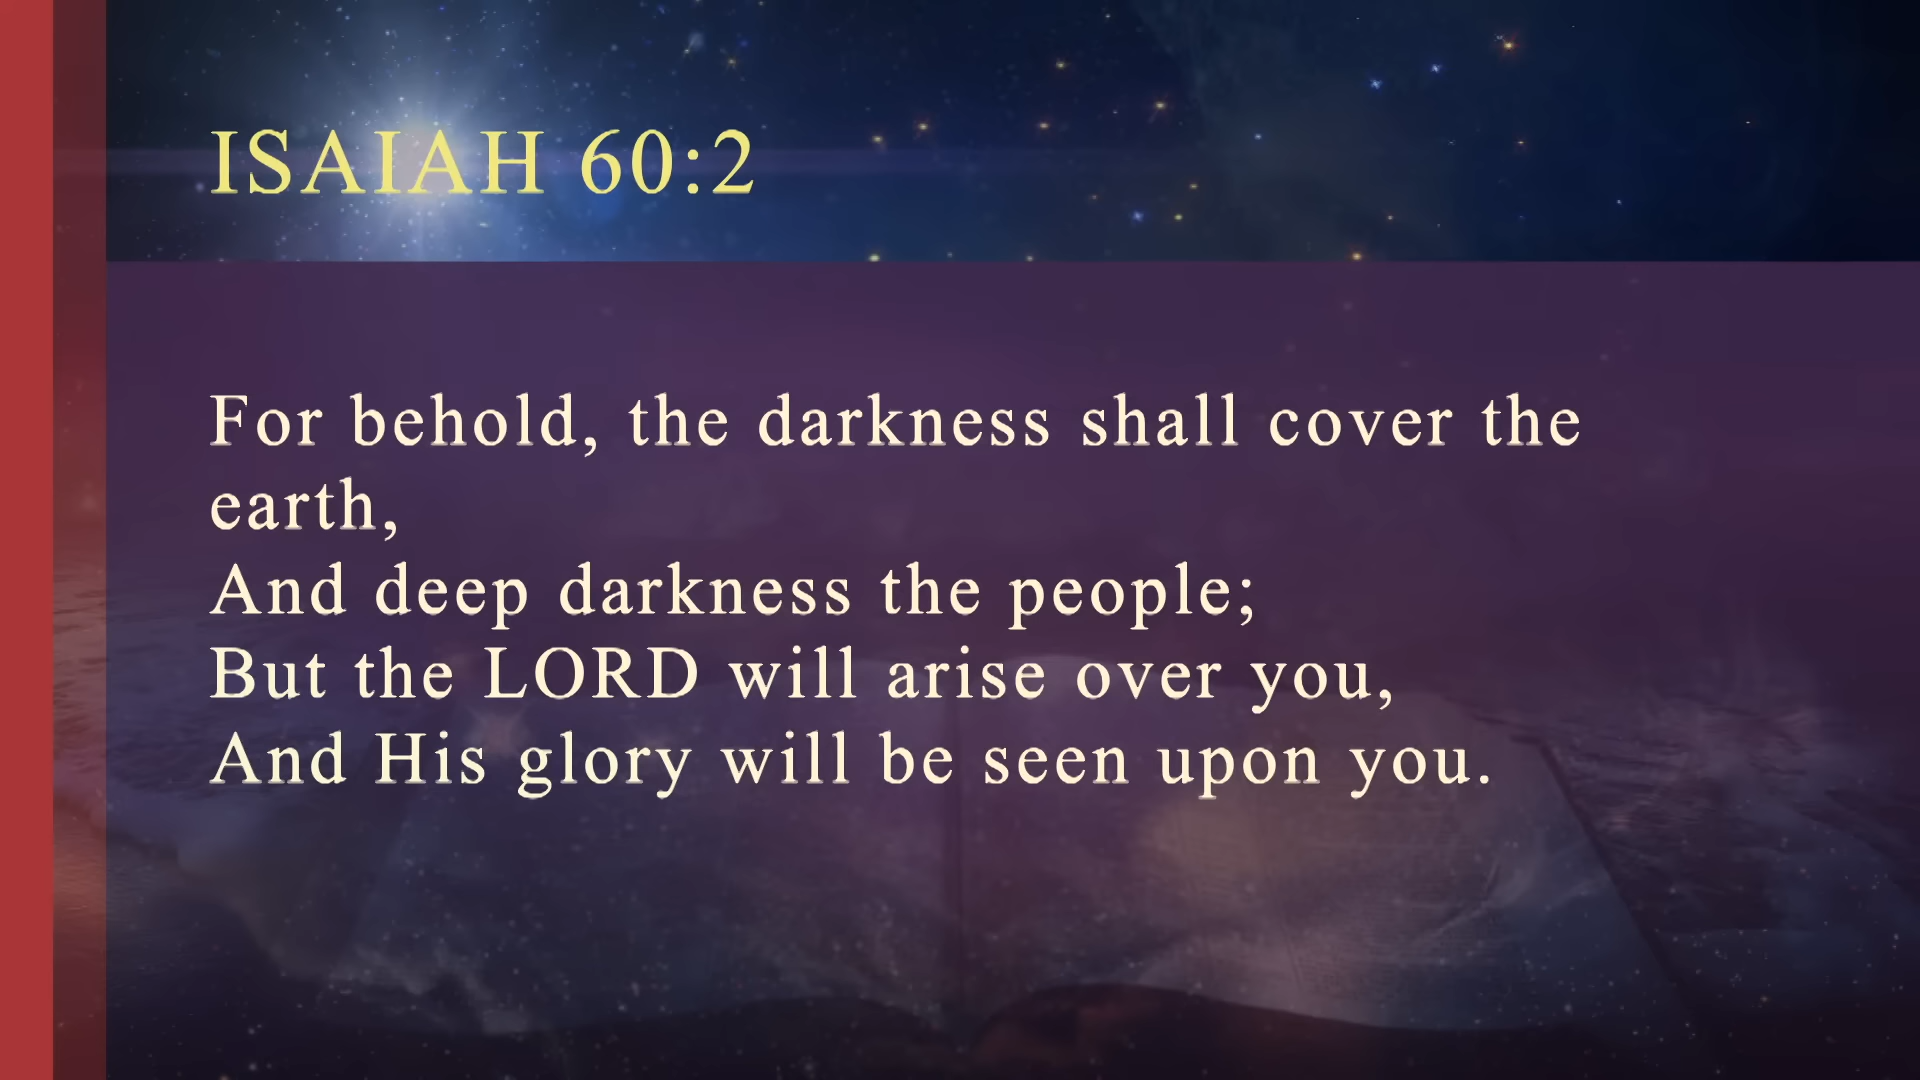 ISAIAH 60:2
For behold, the darkness shall cover the
earth,
And deep darkness the people;
But the LORD will arise over you,
And His glory will be seen upon you.